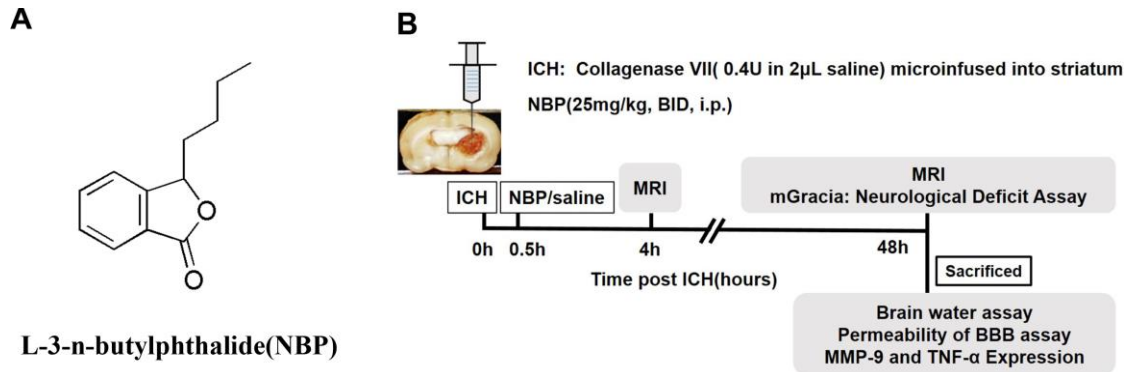 A
O
O
L-3-n-butylphthalide(NBP)
B
ICH: Collagenase VII( 0.4U in 2μL saline) microinfused into striatum
NBP(25mg/kg, BID, i.p.)
ICH
NBP/saline
MRI
MRI
mGracia: Neurological Deficit Assay
0h
0.5h
4h
48h
Time post ICH(hours)
Sacrificed
Brain water assay
Permeability of BBB assay
MMP-9 and TNF-α Expression